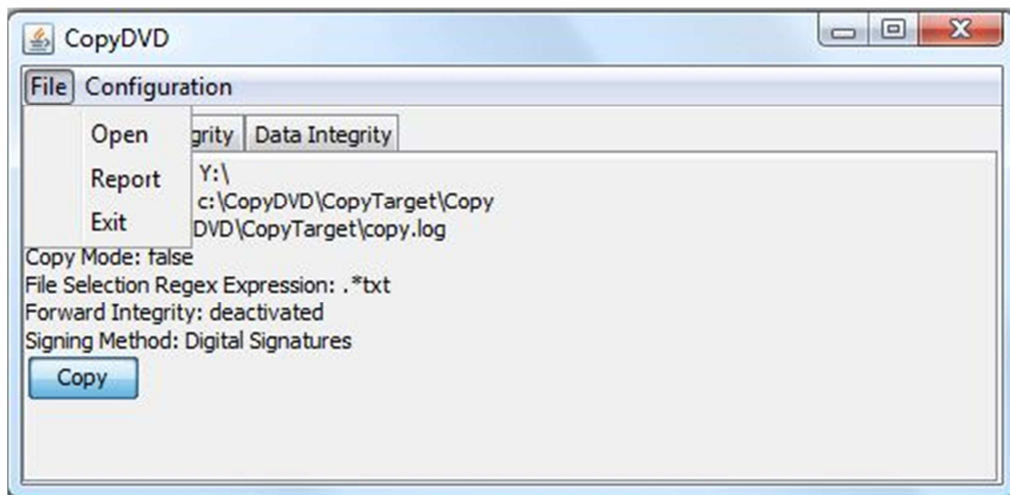 CopyDVD
File Configuration
Open
grity Data Integrity
Report
Y:\
c:\CopyDVD\CopyTarget\Copy
Exit
DVD\CopyTarget\copy.log
Copy Mode: false
File Selection Regex Expression: .*txt
Forward Integrity: deactivated
Signing Method: Digital Signatures
Copy